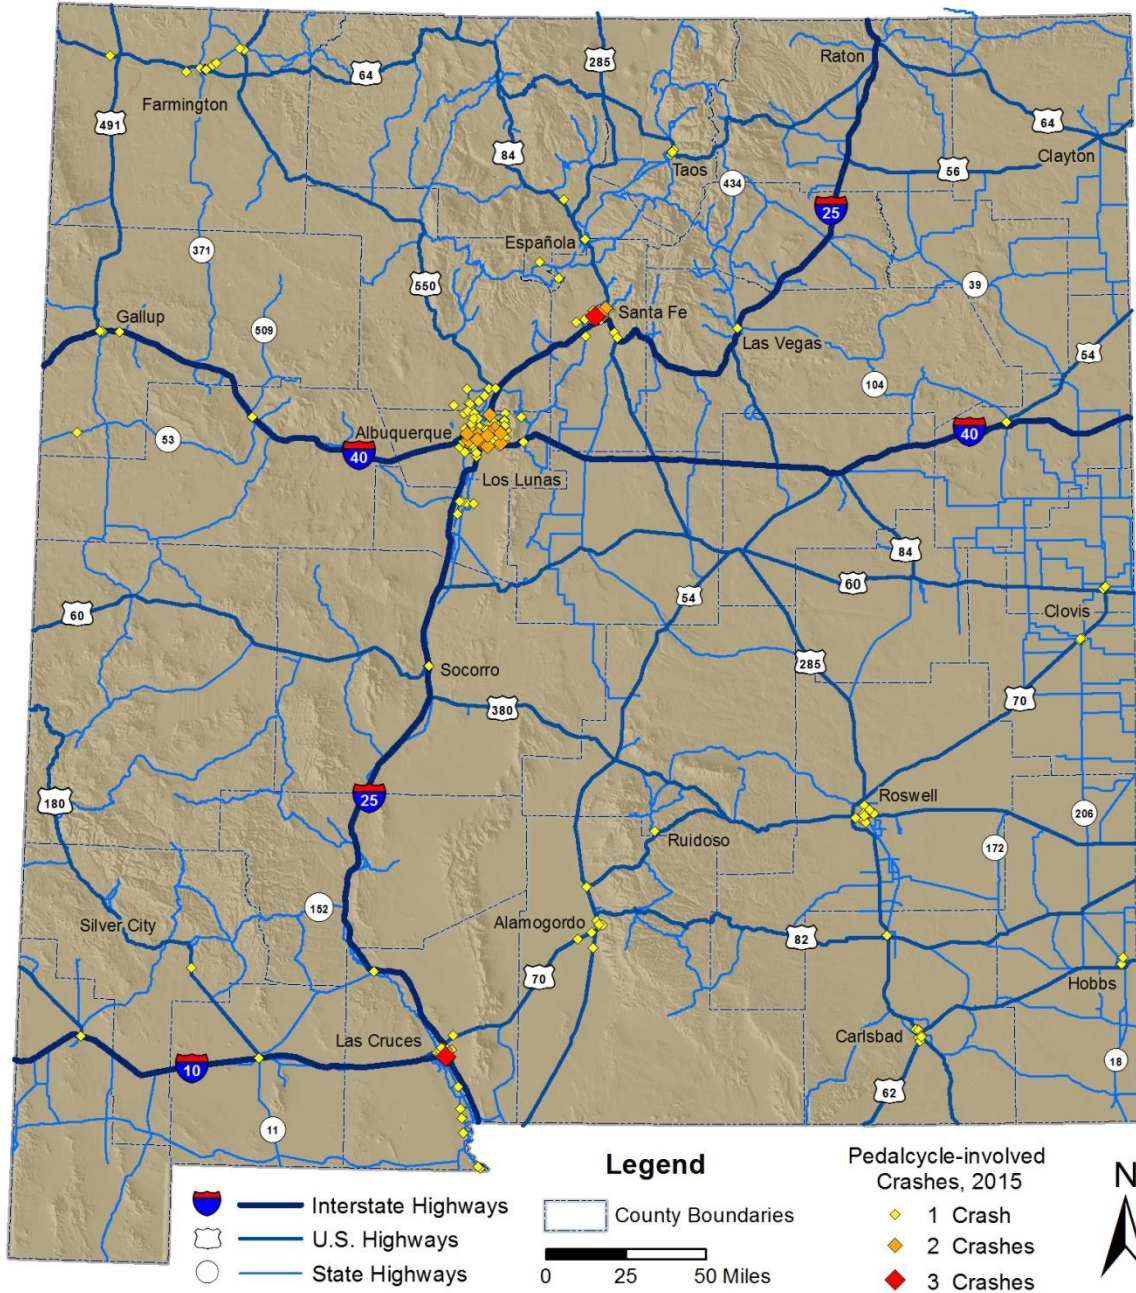 Raton
285
64
Farmington
64
491
84
Clayton
Taos
56
434
25
Española
371
550
39
Santa Fe
Gallup
509
Las Vegas
54
104
Albuquerque
53
40
40
Los Lunas
84
60
54
Clovis
60
Socorro
285
70
380
180
25
Roswell
206
Ruidoso
172
152
Silver City
Alamogordo
82
70
Hobbs
Las Cruces
Carlsbad
18
10
62
11
Legend
Interstate Highways
U.S. Highways
State Highways
County Boundaries
0 25 50 Miles
Pedalcycle-involved
Crashes, 2015
1 Crash
2 Crashes
3 Crashes
N